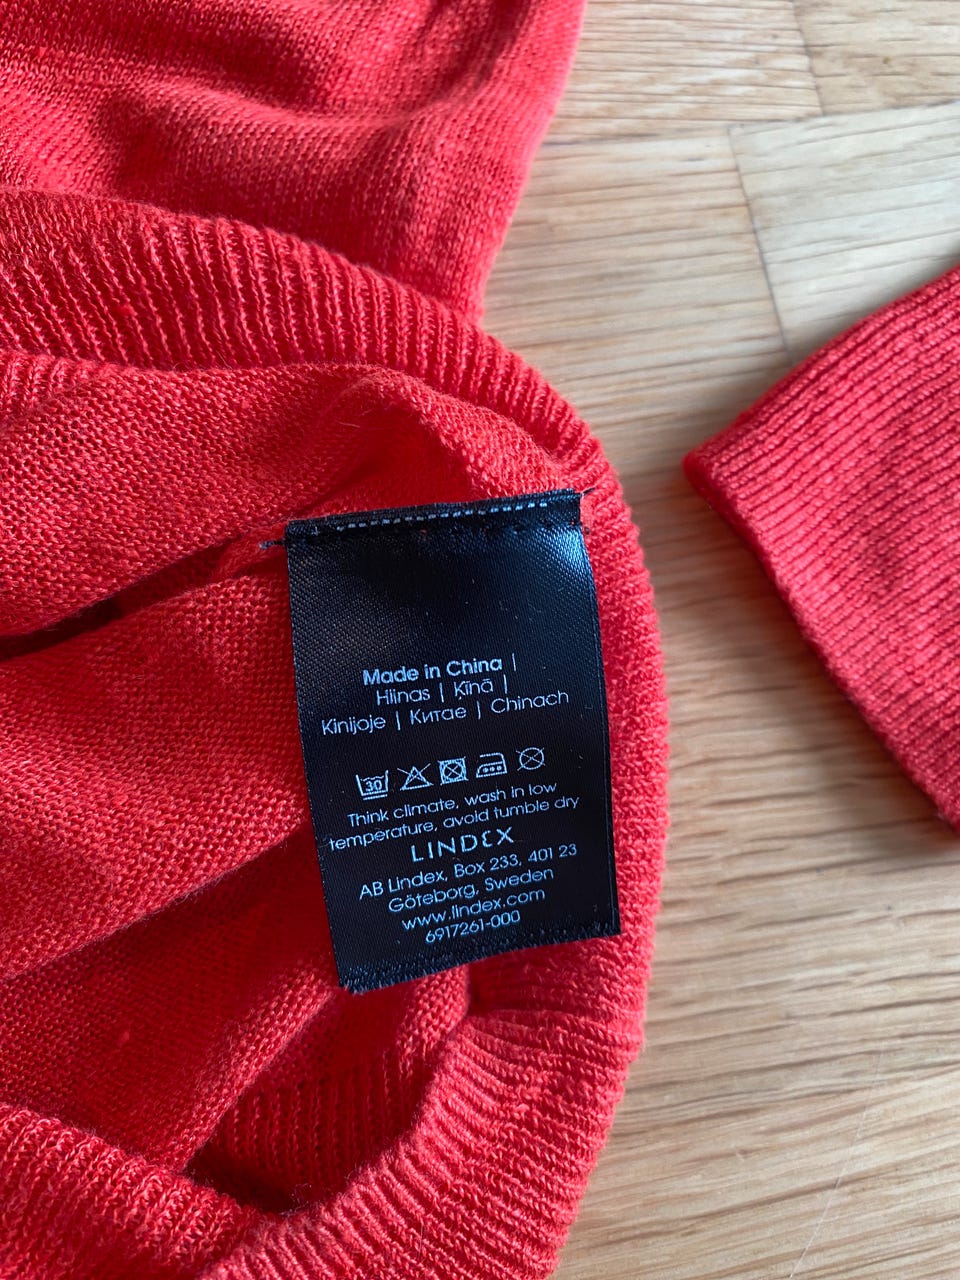 Made in China |
Hiinas | Ķīnā |
Kinijoje | Китае | Chinach
30
Think climate, wash in low
temperature, avoid tumble dry
LINDEX
AB Lindex, Box 233, 401 23
Göteborg, Sweden
www.lindex.com
6917261-000